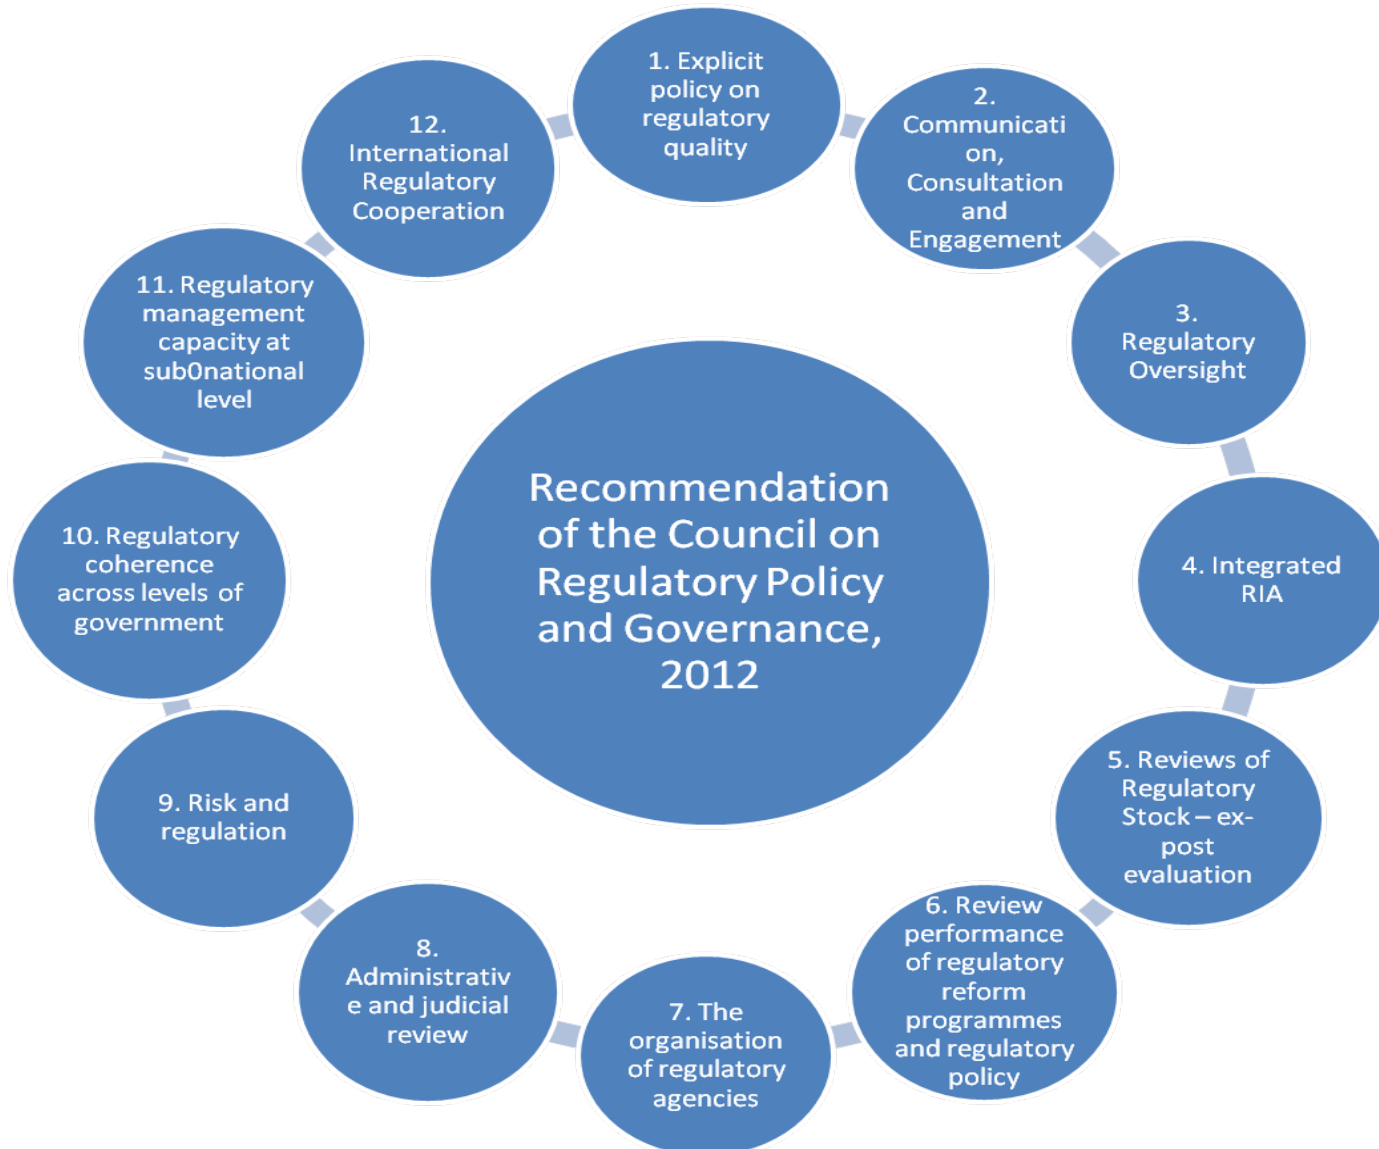 1. Explicit
policy on
regulatory
quality
2.
Communicati
on,
Consultation
and
Engagement
3.
Regulatory
Oversight
4. Integrated
RIA
5. Reviews of
Regulatory
Stock – ex-
post
evaluation
6. Review
performance
of regulatory
reform
programmes
and regulatory
policy
7. The
organisation
of regulatory
agencies
8.
Administrativ
e and judicial
review
9. Risk and
regulation
10. Regulatory
coherence
across levels of
government
11. Regulatory
management
capacity at
sub0national
level
12.
International
Regulatory
Cooperation
Recommendation
of the Council on
Regulatory Policy
and Governance,
2012